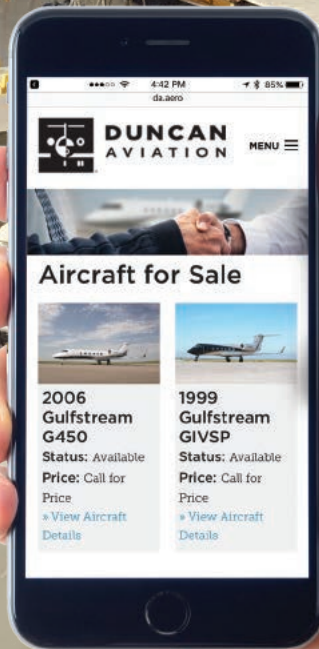 4:42 PM
85%
da.aero
DUNCAN
AVIATION
MENU
Aircraft for Sale
2006
Gulfstream
G450
Status: Available
Price: Call for
Price
» View Aircraft
Details
1999
Gulfstream
GIVSP
Status: Available
Price: Call for
Price
» View Aircraft
Details